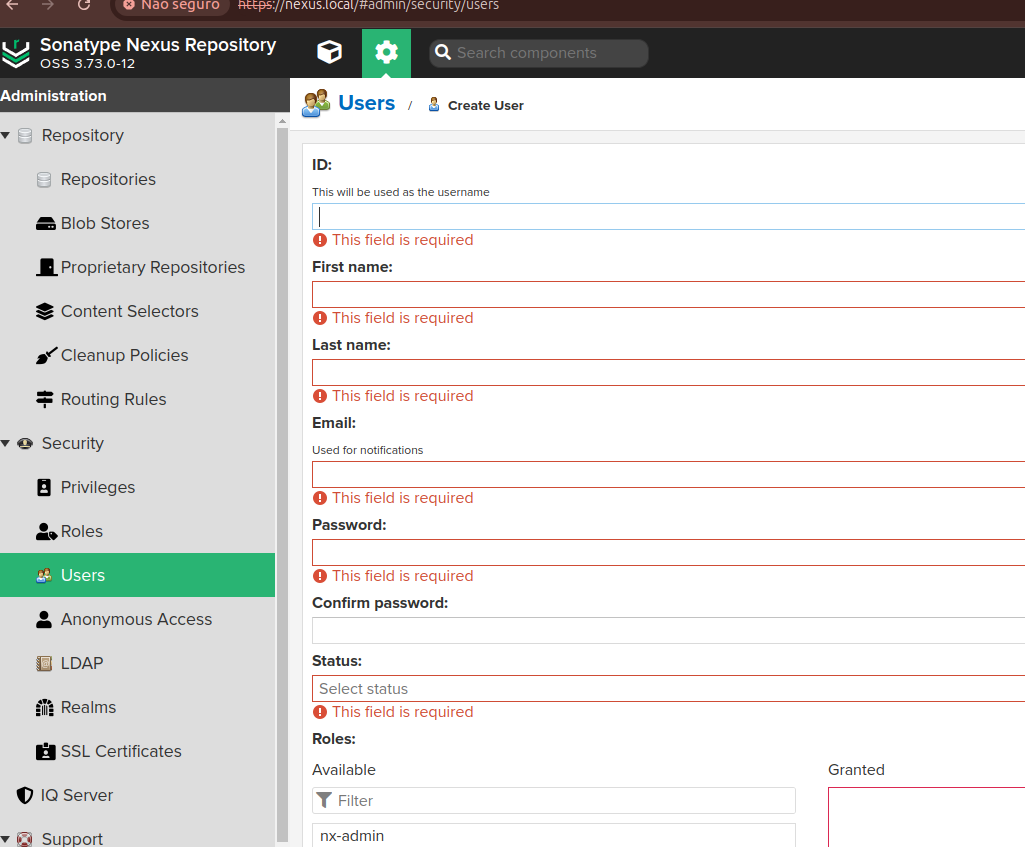 Não seguro https://nexus.local/#admin/security/users
Sonatype Nexus Repository
OSS 3.73.0-12
Search components
Administration
Users / Create User
Repository
Repositories
Blob Stores
Proprietary Repositories
Content Selectors
Cleanup Policies
Routing Rules
Security
Privileges
Roles
Users
Anonymous Access
LDAP
Realms
SSL Certificates
IQ Server
Support
ID:
This will be used as the username
This field is required
First name:
This field is required
Last name:
This field is required
Email:
Used for notifications
This field is required
Password:
This field is required
Confirm password:
Status:
Select status
This field is required
Roles:
Available
Granted
Filter
nx-admin